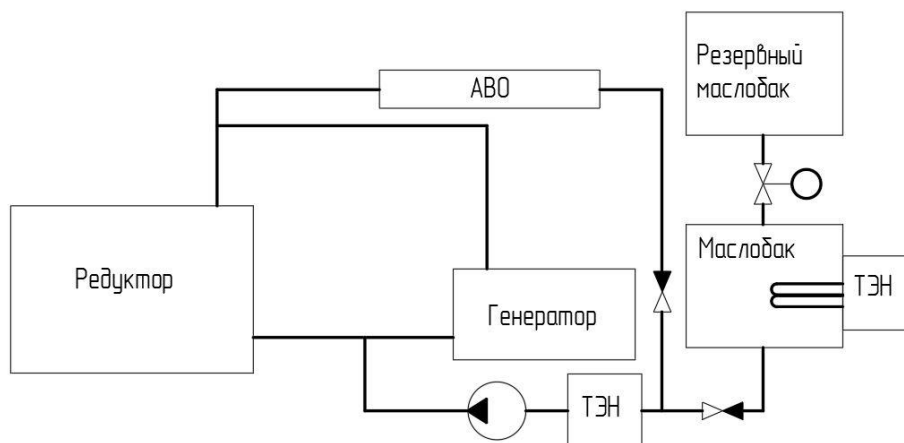 АВО
Резервный
маслобак
Редуктор
Маслобак
ТЭН
Генератор
ТЭН